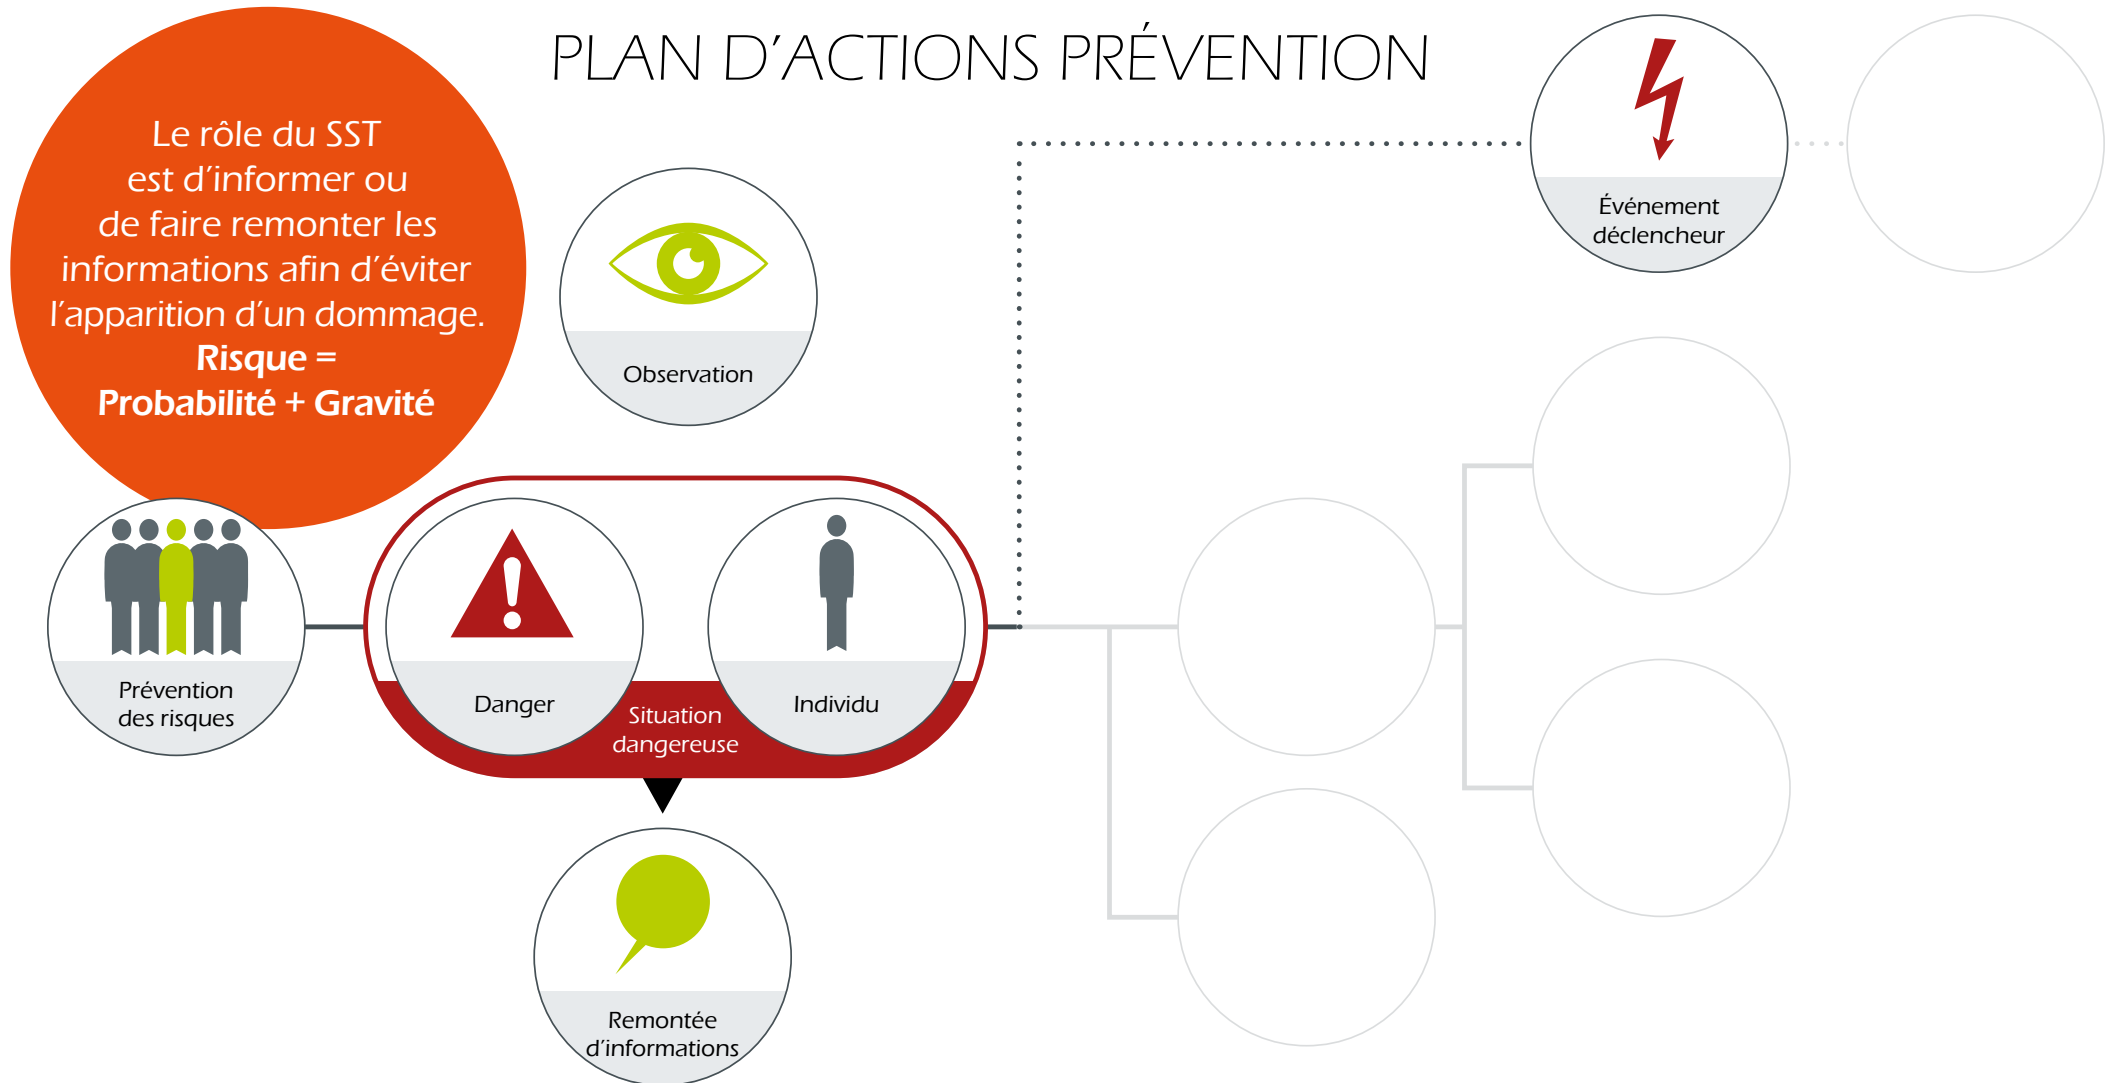 PLAN D’ACTIONS PRÉVENTION
Le rôle du SST
est d’informer ou
de faire remonter les
informations afin d’éviter
l’apparition d’un dommage.
Risque =
Probabilité + Gravité
Observation
Événement
déclencheur
Prévention
des risques
Danger
Situation
dangereuse
Individu
Remontée
d’informations